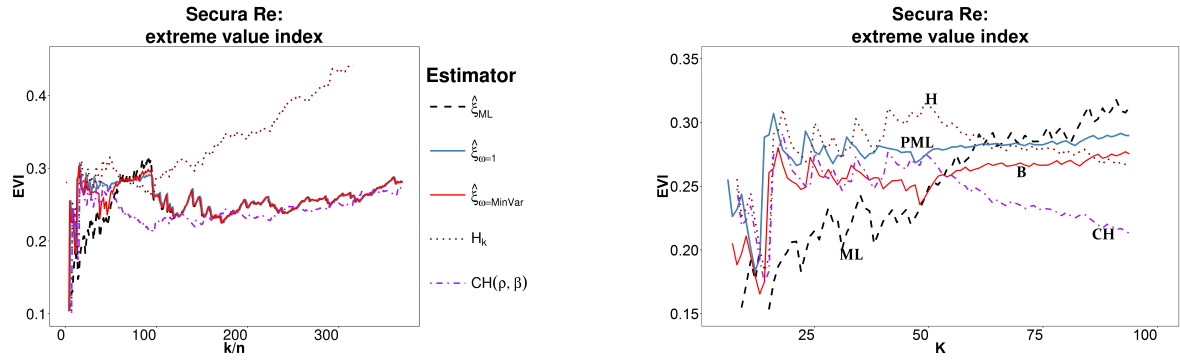 Secura Re:
extreme value index
EVI
0.4
0.3
0.2
0.1
0
100
200
300
k/n
Estimator
ξ̂ML
ξ̂ω=1
ξ̂ω=MinVar
Hk
CH(ρ, β)
Secura Re:
extreme value index
EVI
0.35
0.30
0.25
0.20
0.15
H
PML
B
ML
CH
25
50
75
100
K